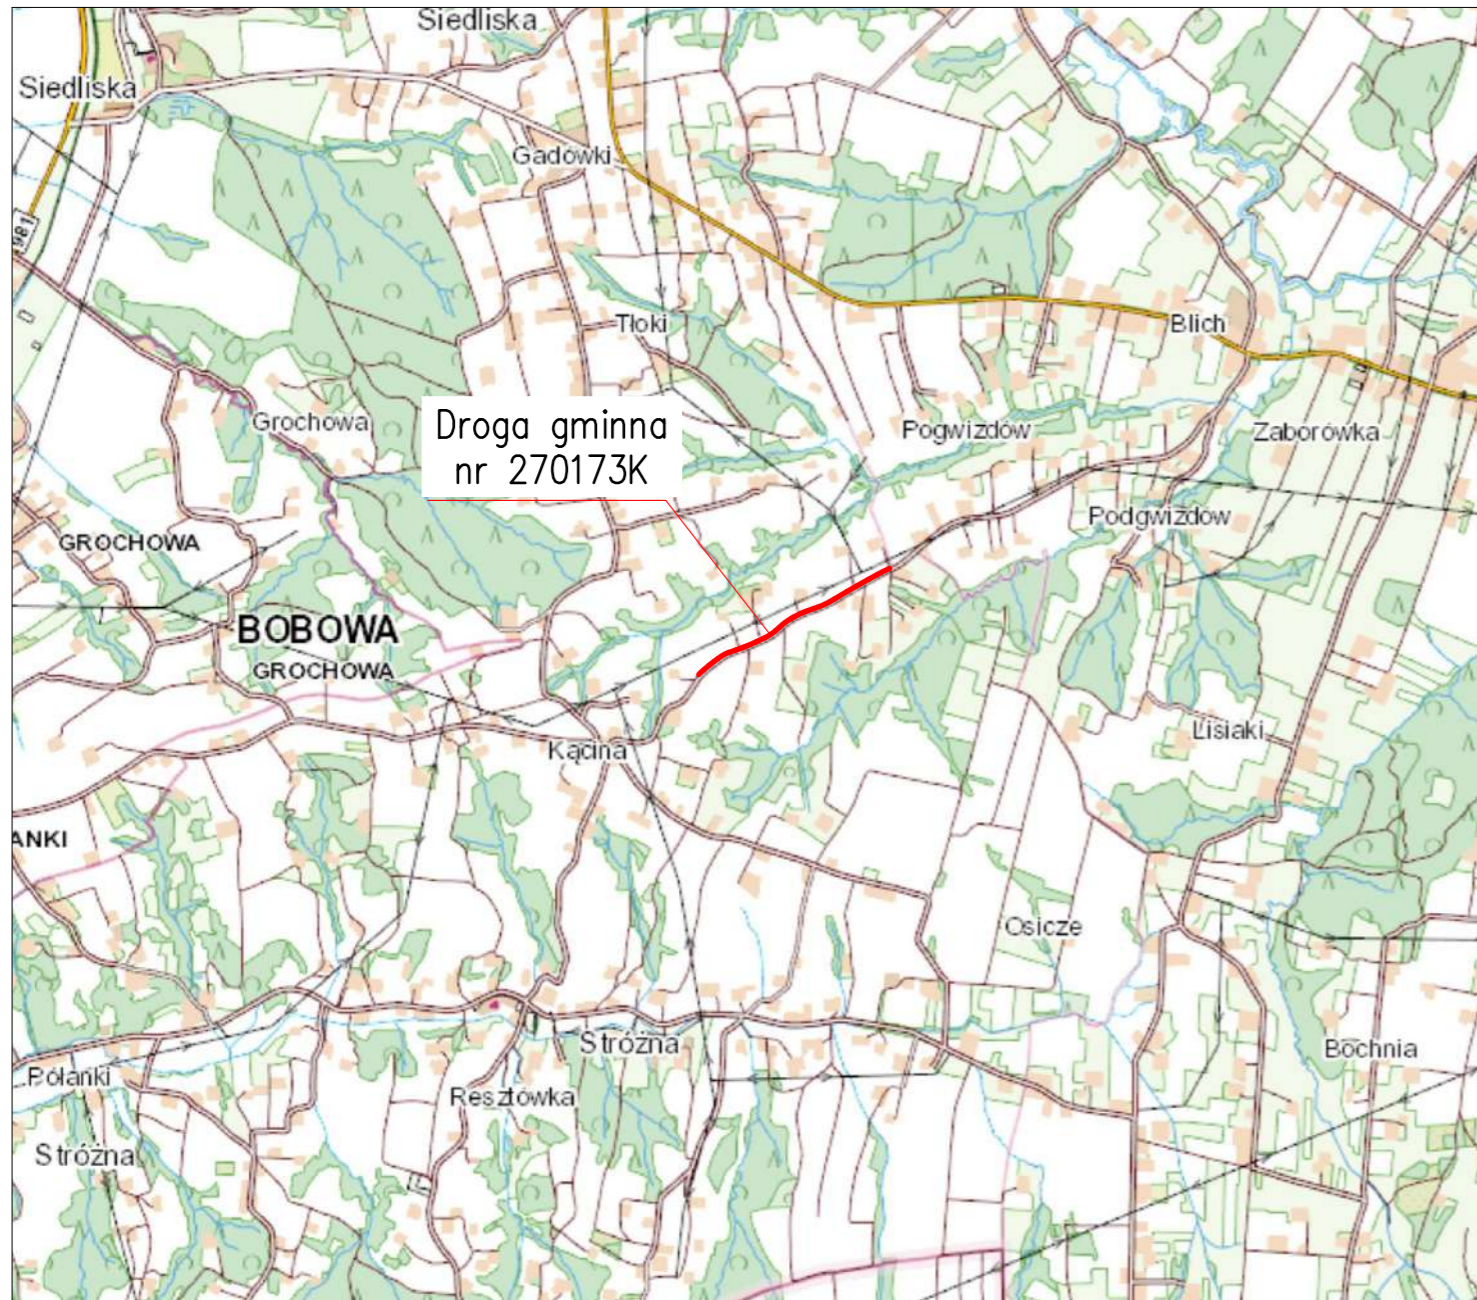 Siedliska
Siedliska
Gadówki
981
Tłoki
Blich
Grochowa
Droga gminna
nr 270173K
Pogwizdów
Zaborówka
GROCHOWA
Podgwizdow
BOBOWA
GROCHOWA
Lisiaki
Kącina
ANKI
Osicze
Stróżna
Bochnia
Polanki
Resztówka
Stróżna